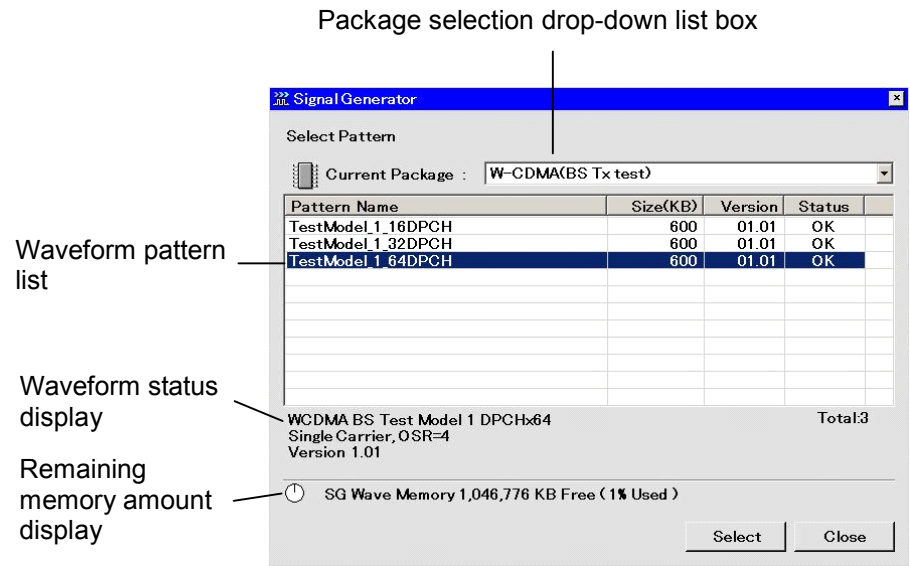 Package selection drop-down list box
Signal Generator
Select Pattern
Current Package : W-CDMA(BS Tx test)
Pattern Name Size(KB) Version Status
TestModel_1_16DPCH 600 01.01 OK
TestModel_1_32DPCH 600 01.01 OK
TestModel_1_64DPCH 600 01.01 OK
Waveform pattern
list
Waveform status
display
WCDMA BS Test Model 1 DPCHx64 Total:3
Single Carrier, OSR=4
Version 1.01
Remaining
memory amount
display
SG Wave Memory 1,046,776 KB Free ( 1% Used )
Select Close